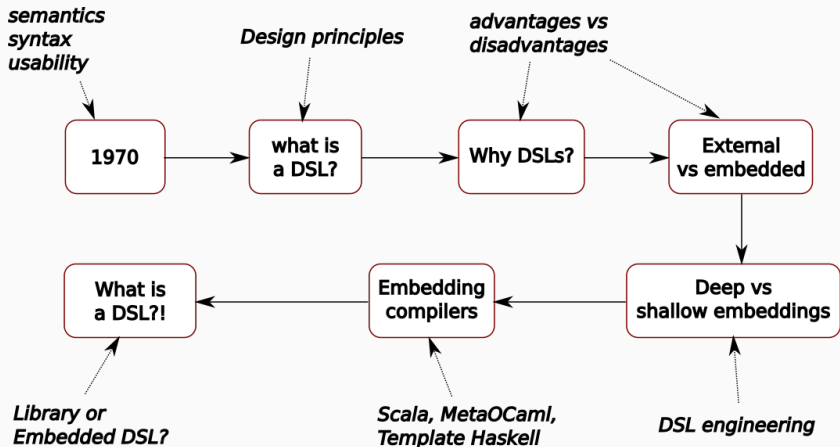 semantics
syntax
usability
Design principles
advantages vs
disadvantages
1970
what is
a DSL?
Why DSLs?
External
vs embedded
What is
a DSL?!
Embedding
compilers
Deep vs
shallow embeddings
Library or
Embedded DSL?
Scala, MetaOCaml,
Template Haskell
DSL engineering